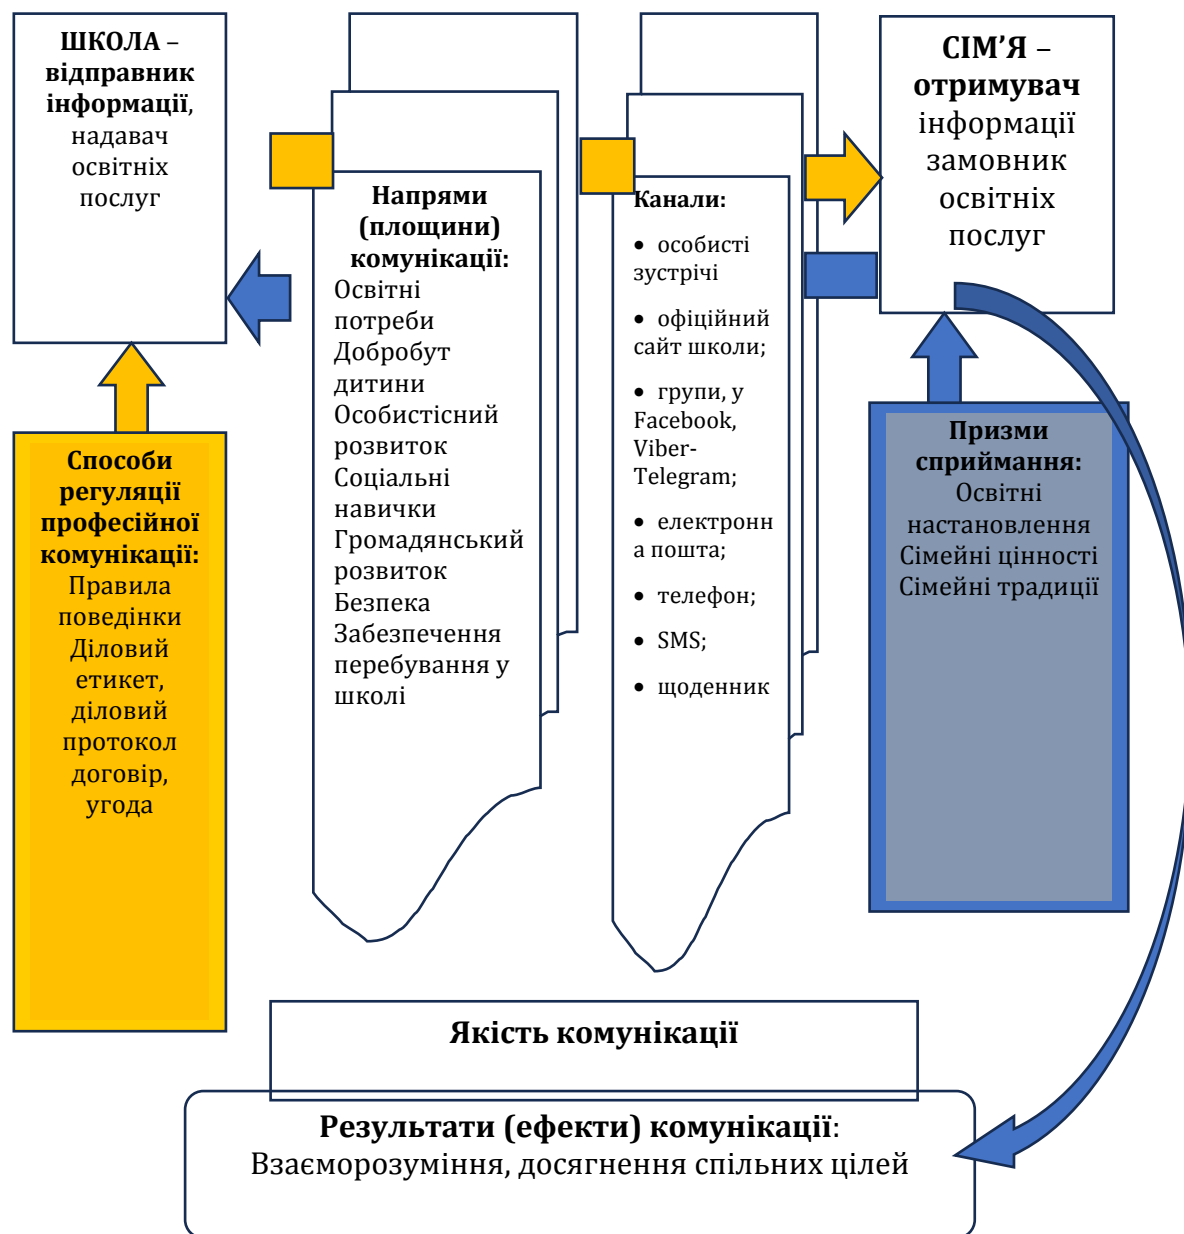 ШКОЛА –
відправник
інформації,
надавач
освітніх
послуг
Способи
регуляції
професійної
комунікації:
Правила
поведінки
Діловий
етикет,
діловий
протокол
договір,
угода
Напрями
(площини)
комунікації:
Освітні
потреби
Добробут
дитини
Особистісний
розвиток
Соціальні
навички
Громадянський
розвиток
Безпека
Забезпечення
перебування у
школі
Канали:
• особисті
зустрічі
• офіційний
сайт школи;
• групи, у
Facebook,
Viber-
Telegram;
• електронн
а пошта;
• телефон;
• SMS;
• щоденник
СІМ’Я –
отримувач
інформації
замовник
освітніх
послуг
Призми
сприймання:
Освітні
настановлення
Сімейні цінності
Сімейні традиції
Якість комунікації
Результати (ефекти) комунікації:
Взаєморозуміння, досягнення спільних цілей